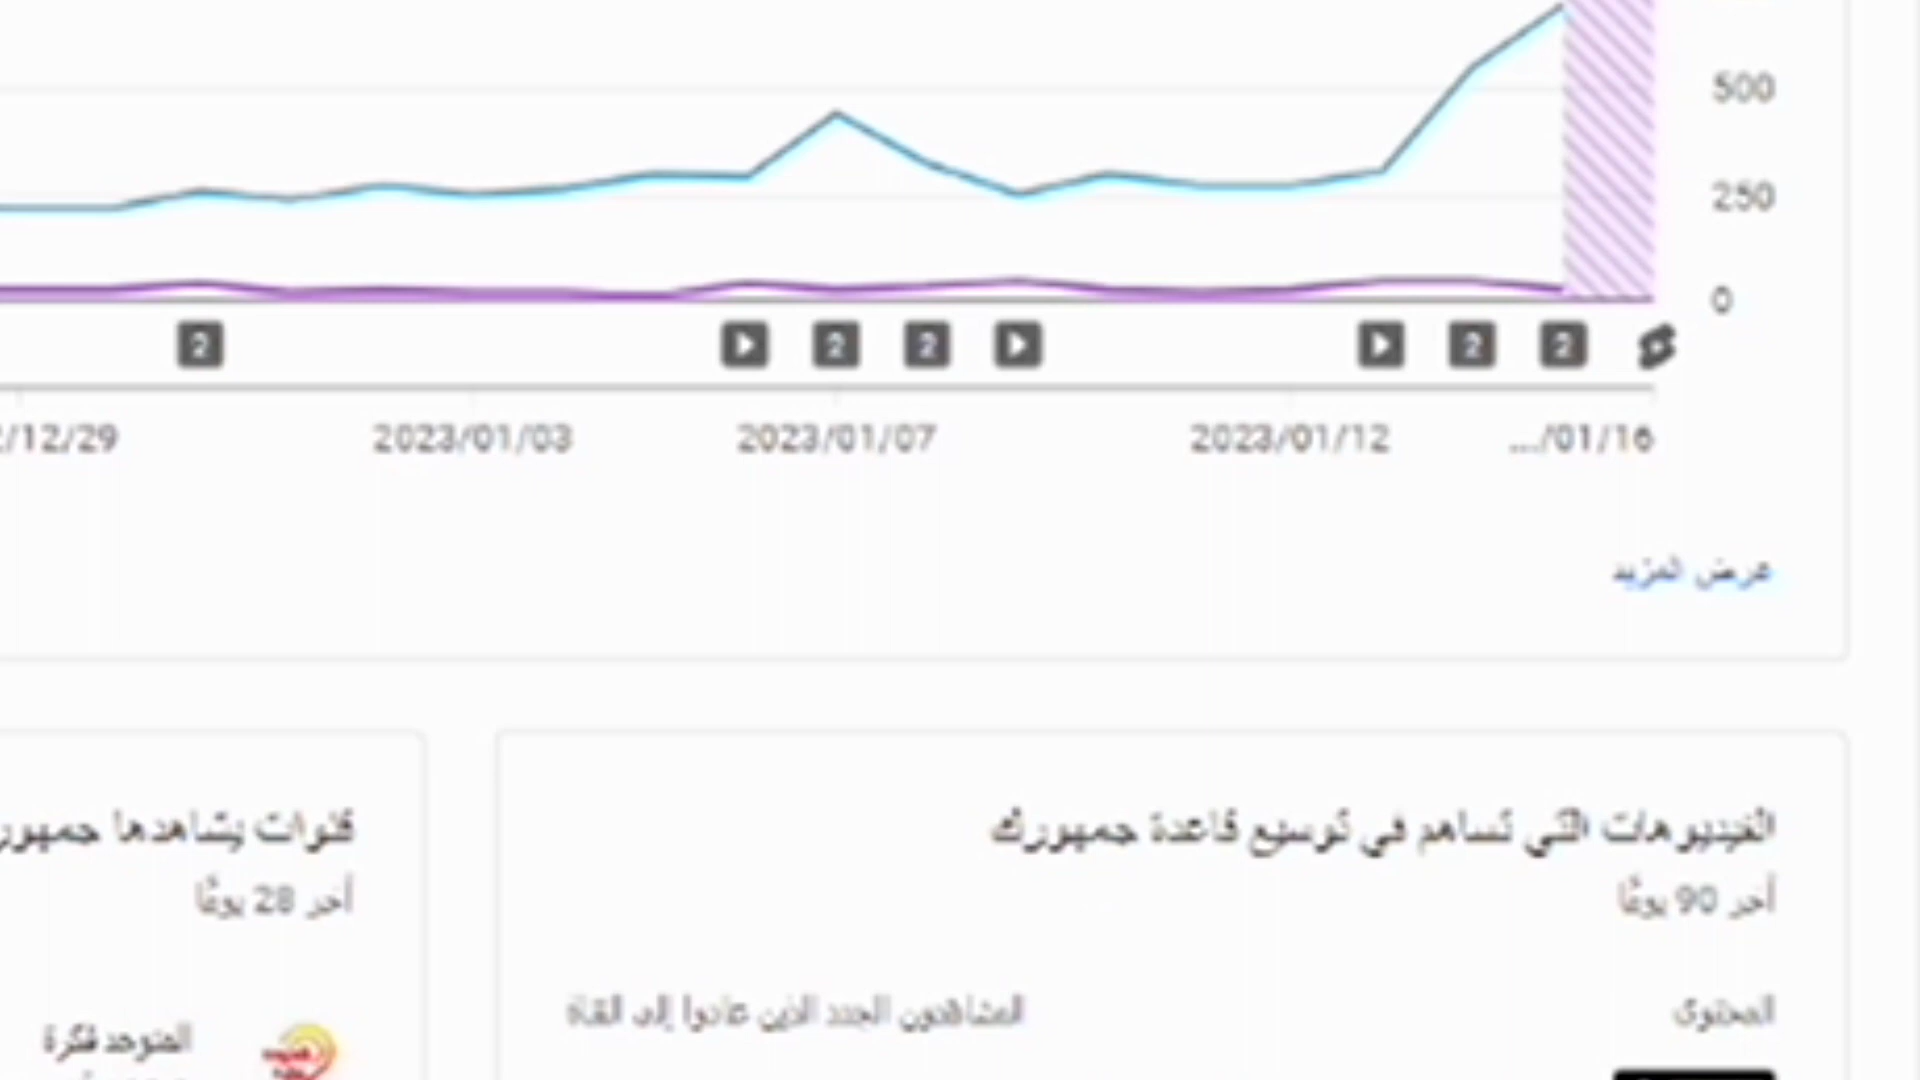 500
250
0
2
2
2
2
2
2/12/29
2023/01/03
2023/01/07
2023/01/12
.../01/16
عرض المزيد
الفيديوهات التي تساهم في توسيع قاعدة جمهورك
آخر 90 يومًا
المحتوى
المشاهدون الجدد الذين عادوا إلى القناة
قنوات يشاهدها جمهور
آخر 28 يومًا